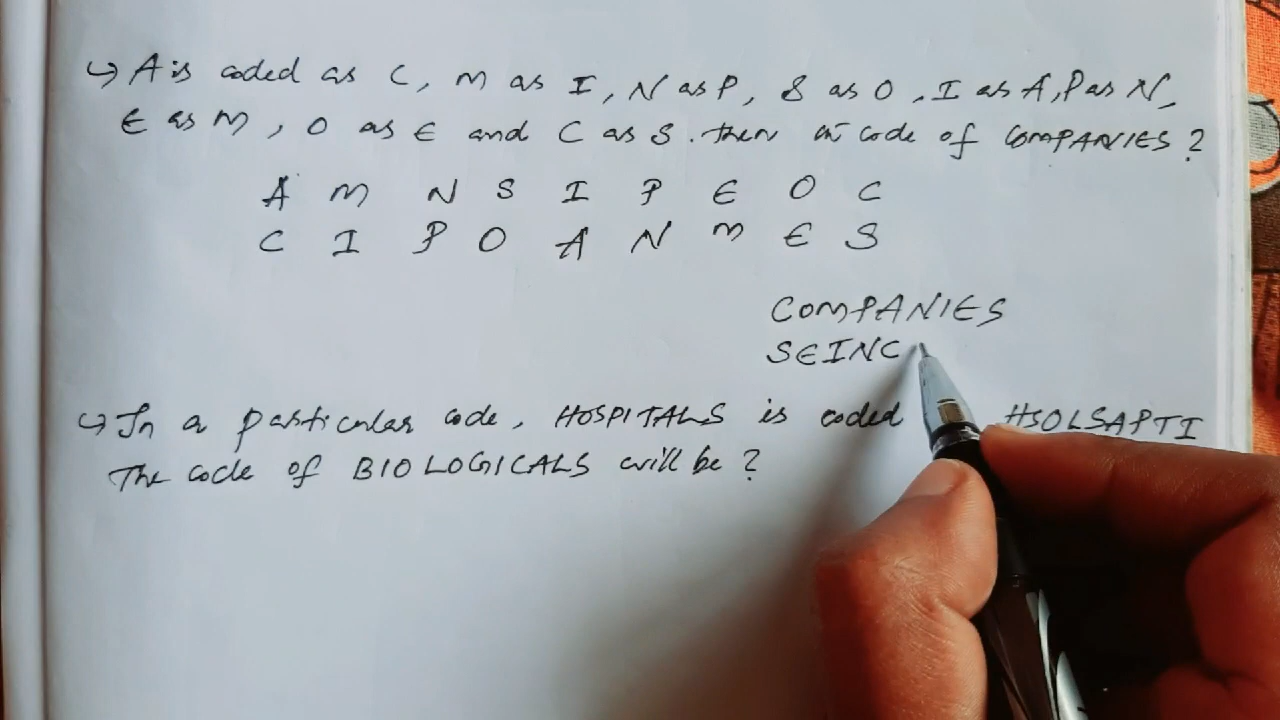 ↳ A is coded as C, M as I, N as P, S as O, I as A, P as N,
E as M, O as E and C as S. then code of COMPANIES?
A M N S I P E O C
C I P O A N M E S
COMPANIES
SEINC
↳ In a particular code, HOSPITALS is coded HSOLSAPTI
The code of BIOLOGICALS will be?